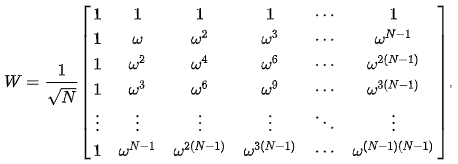 W = \frac{1}{\sqrt{N}} \begin{bmatrix} 1 & 1 & 1 & 1 & \cdots & 1 \\ 1 & \omega & \omega^2 & \omega^3 & \cdots & \omega^{N-1} \\ 1 & \omega^2 & \omega^4 & \omega^6 & \cdots & \omega^{2(N-1)} \\ 1 & \omega^3 & \omega^6 & \omega^9 & \cdots & \omega^{3(N-1)} \\ \vdots & \vdots & \vdots & \vdots & \ddots & \vdots \\ 1 & \omega^{N-1} & \omega^{2(N-1)} & \omega^{3(N-1)} & \cdots & \omega^{(N-1)(N-1)} \end{bmatrix},